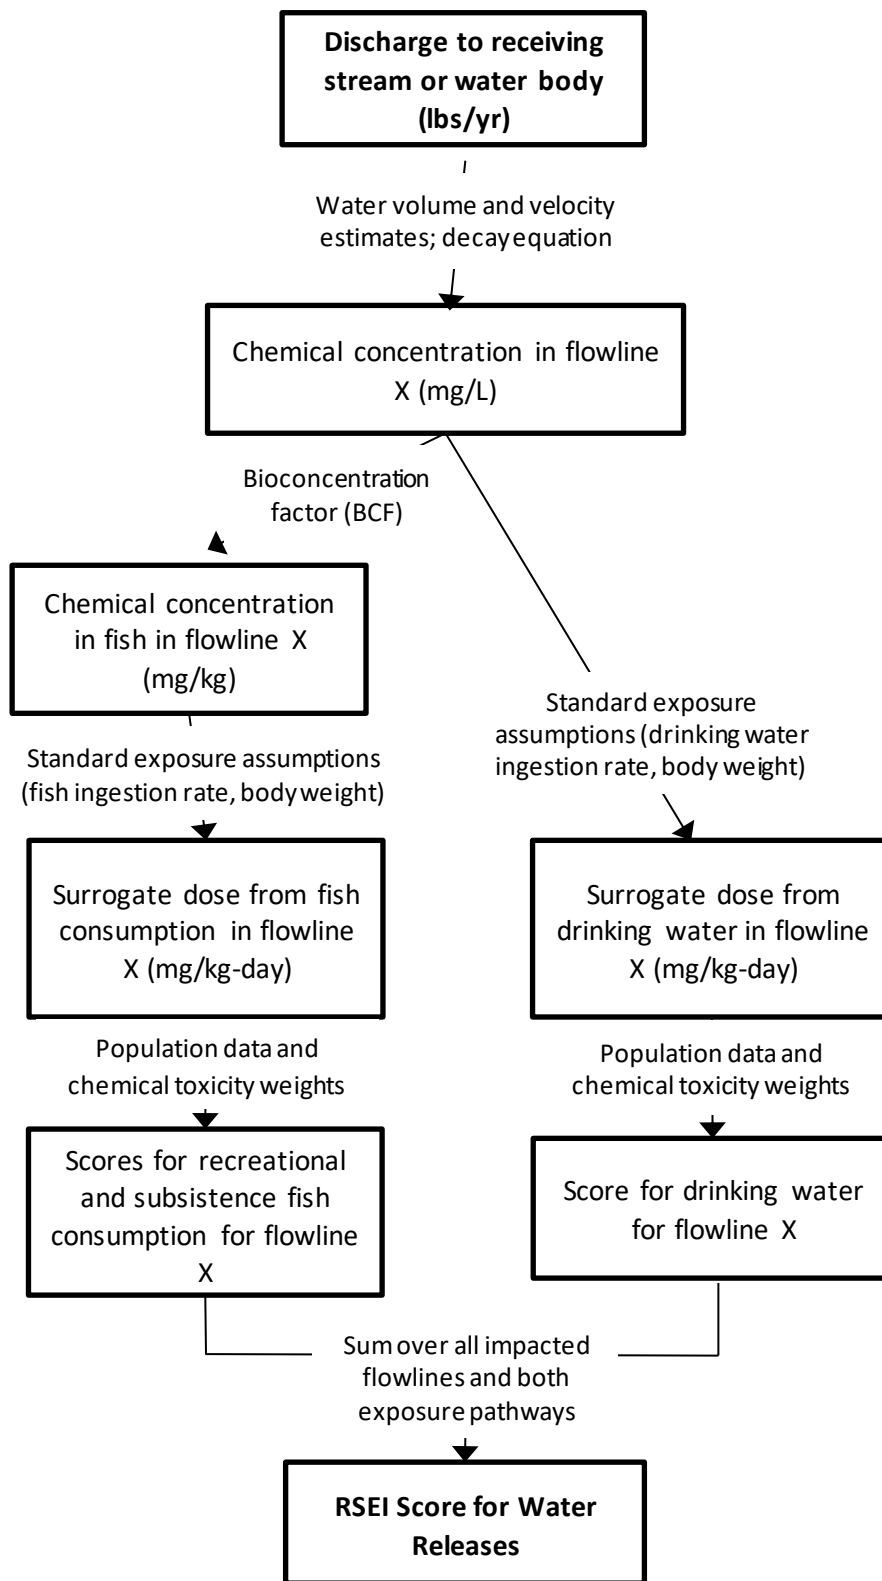 Discharge to receiving
stream or water body
(lbs/yr)
Water volume and velocity
estimates; decay equation
Chemical concentration in flowline
X (mg/L)
Bioconcentration
factor (BCF)
Chemical concentration
in fish in flowline X
(mg/kg)
Standard exposure assumptions
(fish ingestion rate, body weight)
Standard exposure
assumptions (drinking water
ingestion rate, body weight)
Surrogate dose from fish
consumption in flowline
X (mg/kg-day)
Surrogate dose from
drinking water in flowline
X (mg/kg-day)
Population data and
chemical toxicity weights
Population data and
chemical toxicity weights
Scores for recreational
and subsistence fish
consumption for flowline
X
Score for drinking water
for flowline X
Sum over all impacted
flowlines and both
exposure pathways
RSEI Score for Water
Releases